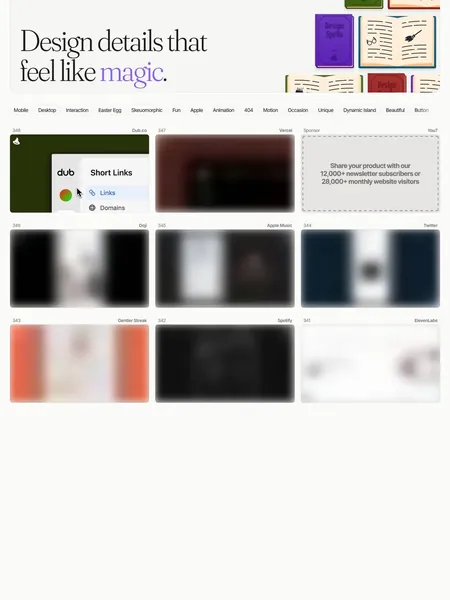 Design details that
feel like magic.
Mobile Desktop Interaction Easter Egg Skeuomorphic Fun Apple Animation 404 Motion Occasion Unique Dynamic Island Beautiful Button
348 Dub.co
347 Vercel
Sponsor You?
dub
Short Links
Links
Domains
Share your product with our
12,000+ newsletter subscribers or
28,000+ monthly website visitors
346 Doji
345 Apple Music
344 Twitter
343 Gentler Streak
342 Spotify
341 ElevenLabs